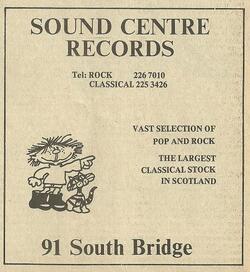 SOUND CENTRE
RECORDS
Tel: ROCK 226 7010
CLASSICAL 225 3426
VAST SELECTION OF
POP AND ROCK
THE LARGEST
CLASSICAL STOCK
IN SCOTLAND
91 South Bridge